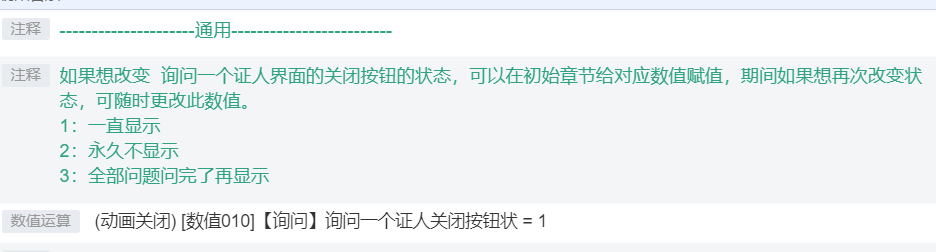 注释 ---------------------通用-------------------------
注释 如果想改变 询问一个证人界面的关闭按钮的状态，可以在初始章节给对应数值赋值，期间如果想再次改变状
态，可随时更改此数值。
1：一直显示
2：永久不显示
3：全部问题问完了再显示
数值运算 (动画关闭) [数值010]【询问】询问一个证人关闭按钮状 = 1